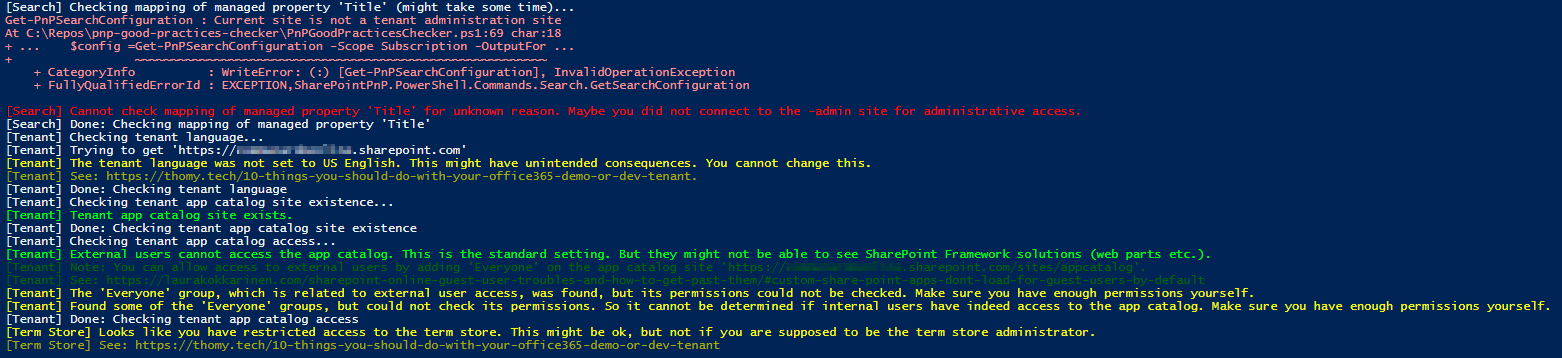 [Search] Checking mapping of managed property 'Title' (might take some time)...
Get-PnPSearchConfiguration : Current site is not a tenant administration site
At C:\Repos\pnp-good-practices-checker\PnPGoodPracticesChecker.ps1:69 char:18
+ ...    $config =Get-PnPSearchConfiguration -Scope Subscription -OutputFor ...
+                 ~~~~~~~~~~~~~~~~~~~~~~~~~~~~~~~~~~~~~~~~~~~~~~~~~~~~~~~~~
    + CategoryInfo          : WriteError: (:) [Get-PnPSearchConfiguration], InvalidOperationException
    + FullyQualifiedErrorId : EXCEPTION,SharePointPnP.PowerShell.Commands.Search.GetSearchConfiguration
[Search] Cannot check mapping of managed property 'Title' for unknown reason. Maybe you did not connect to the -admin site for administrative access.
[Search] Done: Checking mapping of managed property 'Title'
[Tenant] Checking tenant language...
[Tenant] Trying to get 'https://.sharepoint.com'
[Tenant] The tenant language was not set to US English. This might have unintended consequences. You cannot change this.
[Tenant] See: https://thomy.tech/10-things-you-should-do-with-your-office365-demo-or-dev-tenant.
[Tenant] Done: Checking tenant language
[Tenant] Checking tenant app catalog site existence...
[Tenant] Tenant app catalog site exists.
[Tenant] Done: Checking tenant app catalog site existence
[Tenant] Checking tenant app catalog access...
[Tenant] External users cannot access the app catalog. This is the standard setting. But they might not be able to see SharePoint Framework solutions (web parts etc.).
[Tenant] Note: You can allow access to external users by adding 'Everyone' on the app catalog site 'https://.sharepoint.com/sites/appcatalog'.
[Tenant] See: https://laurakokkarinen.com/sharepoint-online-guest-user-troubles-and-how-to-get-past-them/#custom-share-point-apps-dont-load-for-guest-users-by-default
[Tenant] The 'Everyone' group, which is related to external user access, was found, but its permissions could not be checked. Make sure you have enough permissions yourself.
[Tenant] Found some of the 'Everyone' groups, but could not check its permissions. So it cannot be determined if internal users have indeed access to the app catalog. Make sure you have enough permissions yourself.
[Tenant] Done: Checking tenant app catalog access
[Term Store] Looks like you have restricted access to the term store. This might be ok, but not if you are supposed to be the term store administrator.
[Term Store] See: https://thomy.tech/10-things-you-should-do-with-your-office365-demo-or-dev-tenant